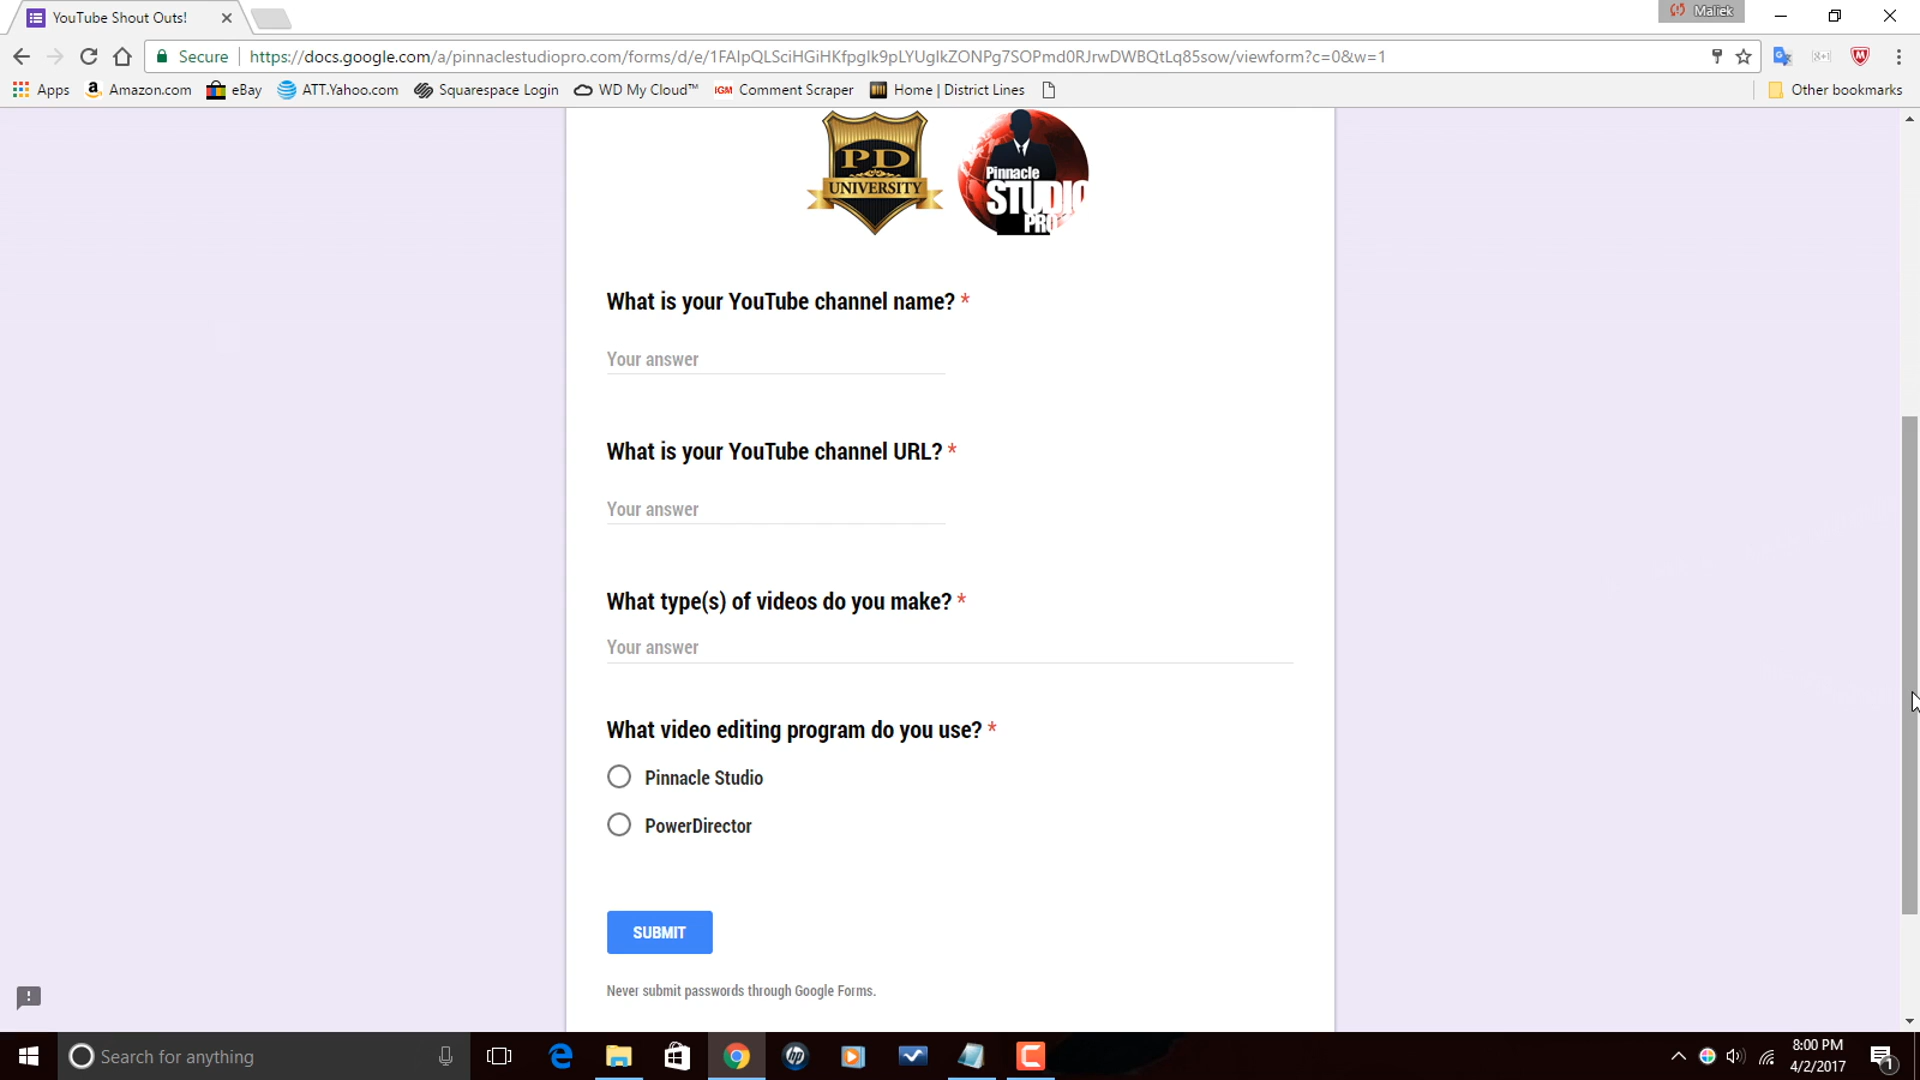 YouTube Shout Outs!
Maliek
Secure
https://docs.google.com/a/pinnaclestudiopro.com/forms/d/e/1FAIpQLSciHGiHKfpgIk9pLYUgIkZONPg7SOPmd0RJrwDWBQtLq85sow/viewform?c=0&w=1
Apps
Amazon.com
eBay
ATT.Yahoo.com
Squarespace Login
WD My Cloud™
IGM Comment Scraper
Home | District Lines
Other bookmarks
PD
UNIVERSITY
Pinnacle
STUDIO
PRO
What is your YouTube channel name? *
Your answer
What is your YouTube channel URL? *
Your answer
What type(s) of videos do you make? *
Your answer
What video editing program do you use? *
Pinnacle Studio
PowerDirector
SUBMIT
Never submit passwords through Google Forms.
Search for anything
hp
8:00 PM
4/2/2017
1